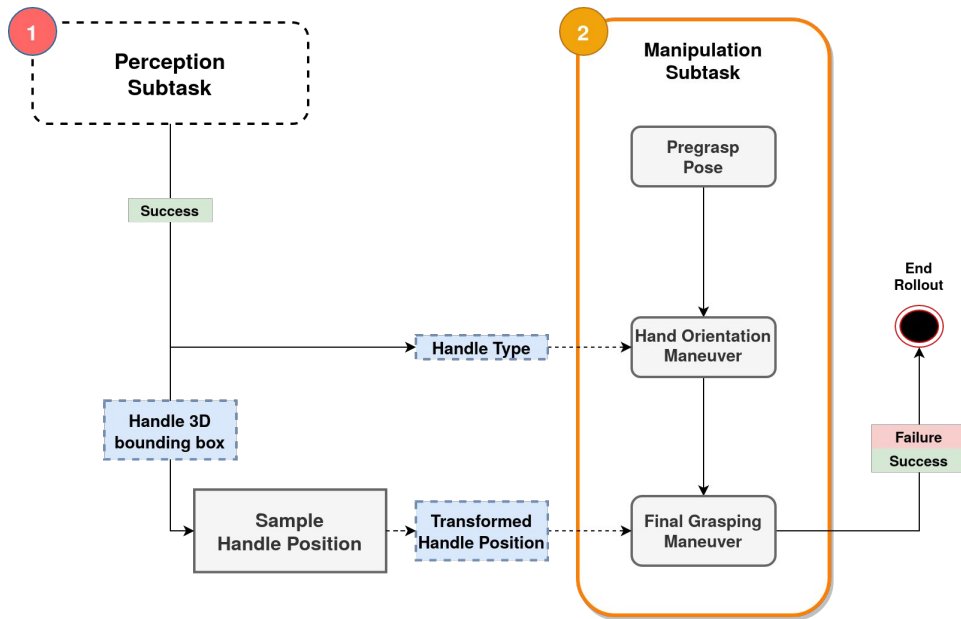 1
Perception
Subtask
Success
Handle 3D
bounding box
Sample
Handle Position
Handle Type
Transformed
Handle Position
2
Manipulation
Subtask
Pregrasp
Pose
Hand Orientation
Maneuver
Final Grasping
Maneuver
End
Rollout
Failure
Success